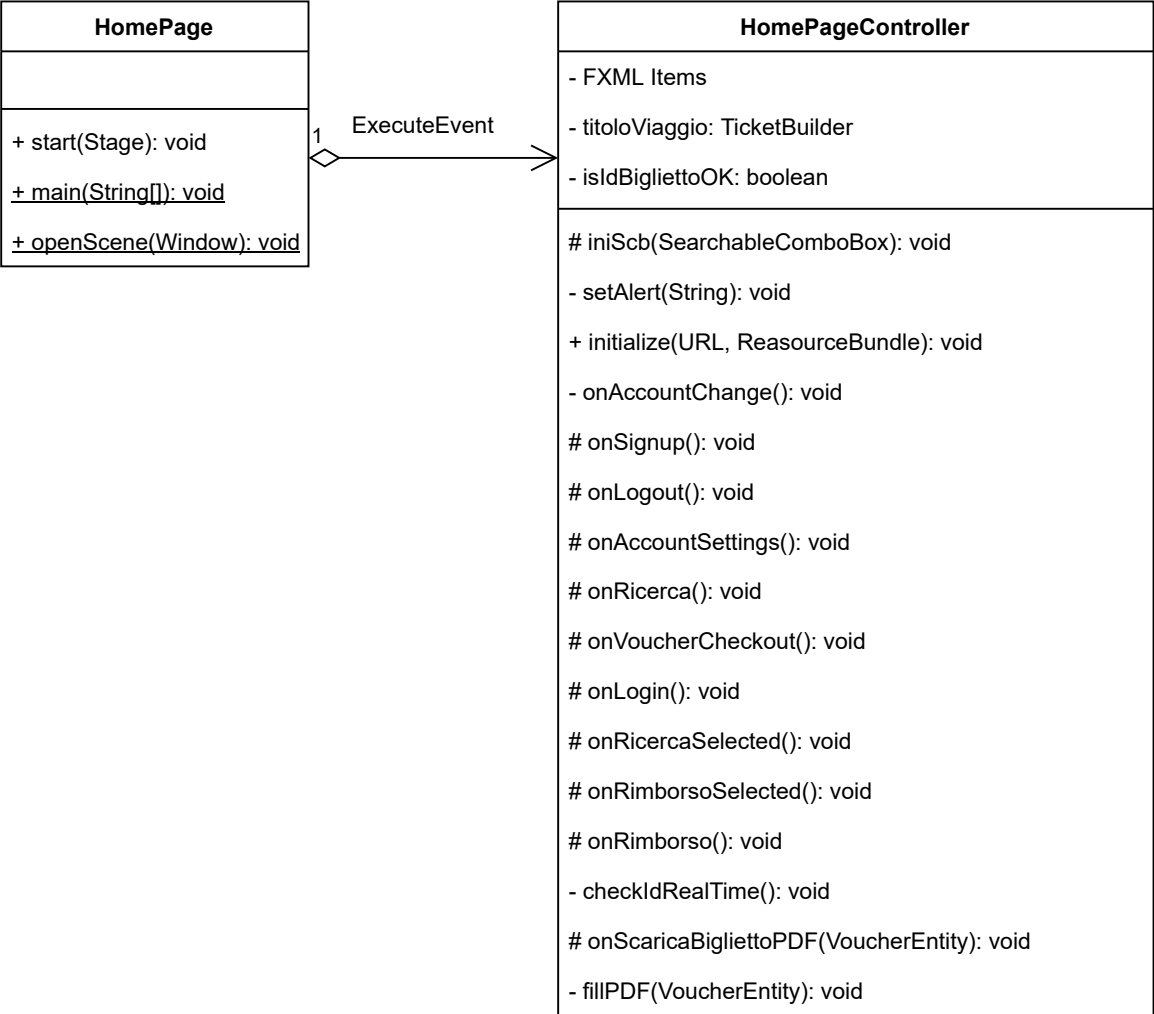 HomePage
+ start(Stage): void
+ main(String[]): void
+ openScene(Window): void
1
ExecuteEvent
HomePageController
- FXML Items
- titoloViaggio: TicketBuilder
- isIdBigliettoOK: boolean
# iniScb(SearchableComboBox): void
- setAlert(String): void
+ initialize(URL, ReasourceBundle): void
- onAccountChange(): void
# onSignup(): void
# onLogout(): void
# onAccountSettings(): void
# onRicerca(): void
# onVoucherCheckout(): void
# onLogin(): void
# onRicercaSelected(): void
# onRimborsoSelected(): void
# onRimborso(): void
- checkIdRealTime(): void
# onScaricaBigliettoPDF(VoucherEntity): void
- fillPDF(VoucherEntity): void